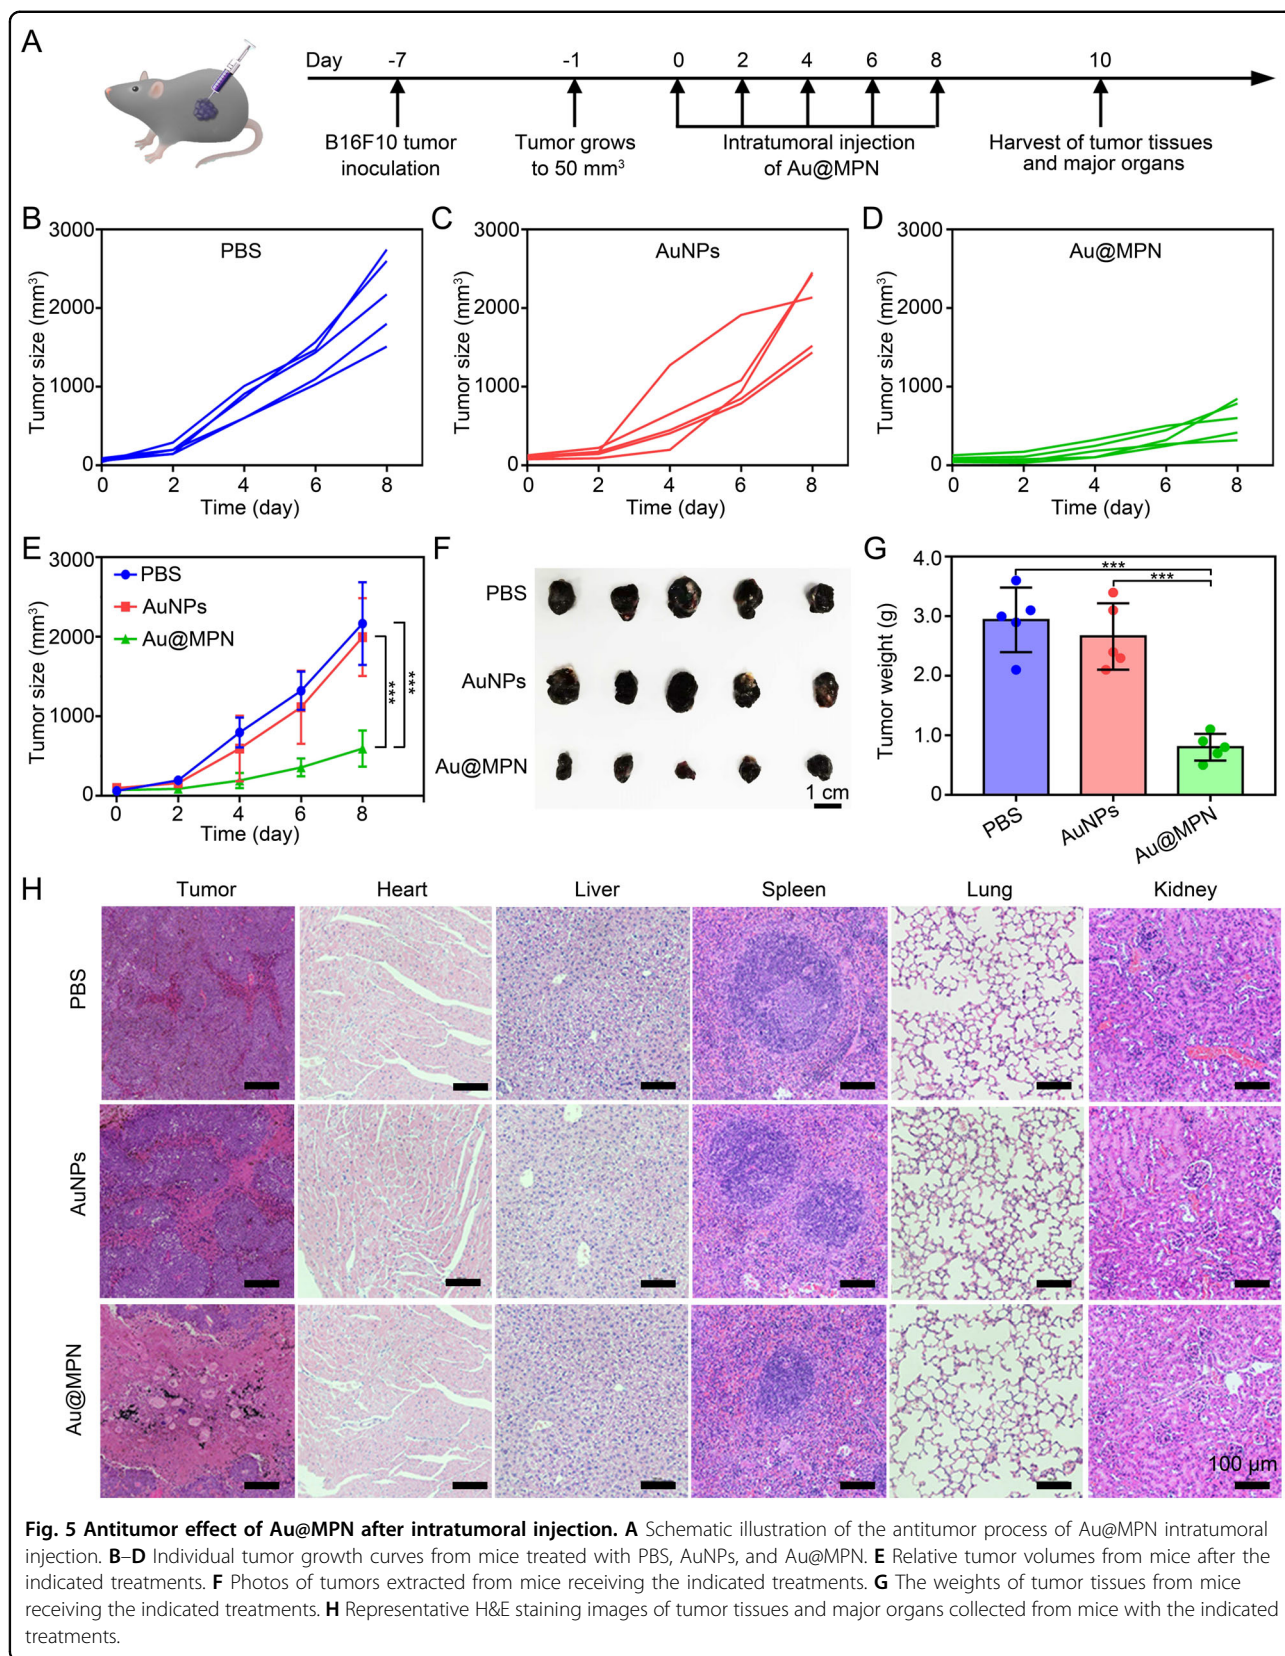 A
Day -7 -1 0 2 4 6 8 10
B16F10 tumor inoculation
Tumor grows to 50 mm³
Intratumoral injection of Au@MPN
Harvest of tumor tissues and major organs
B
PBS
Tumor size (mm³)
3000
2000
1000
0
0 2 4 6 8
Time (day)
C
AuNPs
Tumor size (mm³)
3000
2000
1000
0
0 2 4 6 8
Time (day)
D
Au@MPN
Tumor size (mm³)
3000
2000
1000
0
0 2 4 6 8
Time (day)
E
PBS
AuNPs
Au@MPN
Tumor size (mm³)
3000
2000
1000
0
0 2 4 6 8
Time (day)
***
***
F
PBS
AuNPs
Au@MPN
1 cm
G
Tumor weight (g)
4.0
3.0
2.0
1.0
0
***
***
PBS
AuNPs
Au@MPN
H
Tumor Heart Liver Spleen Lung Kidney
PBS
AuNPs
Au@MPN
100 μm
Fig. 5 Antitumor effect of Au@MPN after intratumoral injection. A Schematic illustration of the antitumor process of Au@MPN intratumoral
injection. B–D Individual tumor growth curves from mice treated with PBS, AuNPs, and Au@MPN. E Relative tumor volumes from mice after the
indicated treatments. F Photos of tumors extracted from mice receiving the indicated treatments. G The weights of tumor tissues from mice
receiving the indicated treatments. H Representative H&E staining images of tumor tissues and major organs collected from mice with the indicated
treatments.